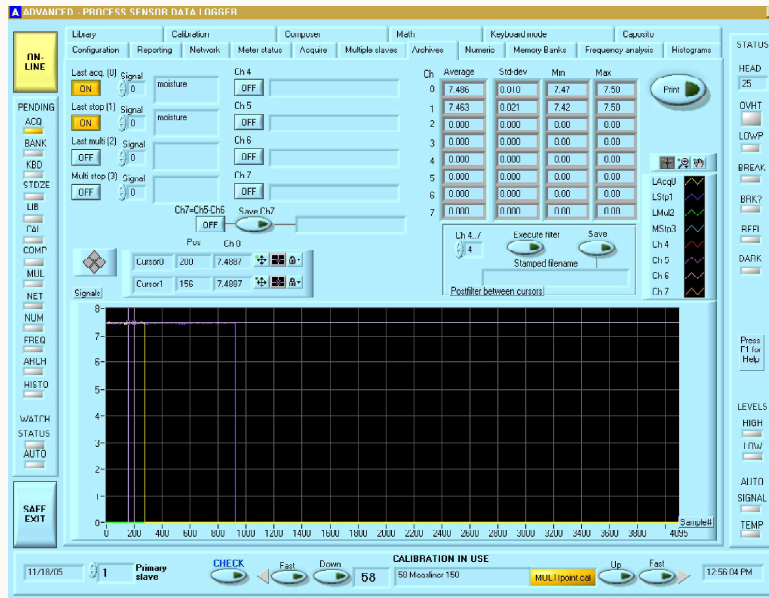 ADVANCED - PROCESS SENSOR DATA LOGGER
Library Calibration Composer Math Keyboard mode Caposito
Configuration Reporting Network Meter status Acquire Multiple slaves Archives Numeric Memory Banks Frequency analysis Histograms
ON-LINE
PENDING
ACQ
BANK
KBD
STDZE
LIB
CAL
COMP
MUL
NET
NUM
FREQ
ARCH
HISTO
WATCH
STATUS
AUTO
SAFE EXIT
Last acq. (0) Signal
ON 0 moisture
Last stop (1) Signal
ON 0 moisture
Last multi (2) Signal
OFF 0
Multi stop (3) Signal
OFF 0
Ch 4
OFF
Ch 5
OFF
Ch 6
OFF
Ch 7
OFF
Ch7=Ch5-Ch6 Save Ch7
OFF
Ch Average Std-dev Min Max
0 7.486 0.010 7.47 7.50
1 7.463 0.021 7.42 7.50
2 0.000 0.000 0.000 0.000
3 0.000 0.000 0.000 0.000
4 0.000 0.000 0.000 0.000
5 0.000 0.000 0.000 0.000
6 0.000 0.000 0.000 0.000
7 0.000 0.000 0.000 0.000
Print
Pos Ch 0
Cursor0 200 7.4887
Cursor1 156 7.4887
Signals
Ch 4..7 Execute filter Save
4
Stamped filename
Postfilter between cursors
LAcq0
LStp1
LMul2
MStp3
Ch 4
Ch 5
Ch 6
Ch 7
8
7
6
5
4
3
2
1
0
0 200 400 600 800 1000 1200 1400 1600 1800 2000 2200 2400 2600 2800 3000 3200 3400 3600 3800 4095
Sample#
STATUS
HEAD
25
OVHT
LOWP
BREAK
BRK?
REFL
DARK
Press F1 for Help
LEVELS
HIGH
LOW
AUTO
SIGNAL
TEMP
11/18/05 1 Primary slave
CHECK Fast Down 58
CALIBRATION IN USE
MULTIpoint cal
Up Fast
12:56:04 PM